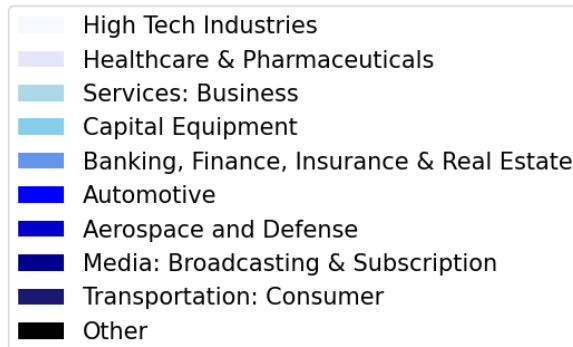 High Tech Industries
Healthcare & Pharmaceuticals
Services: Business
Capital Equipment
Banking, Finance, Insurance & Real Estate
Automotive
Aerospace and Defense
Media: Broadcasting & Subscription
Transportation: Consumer
Other